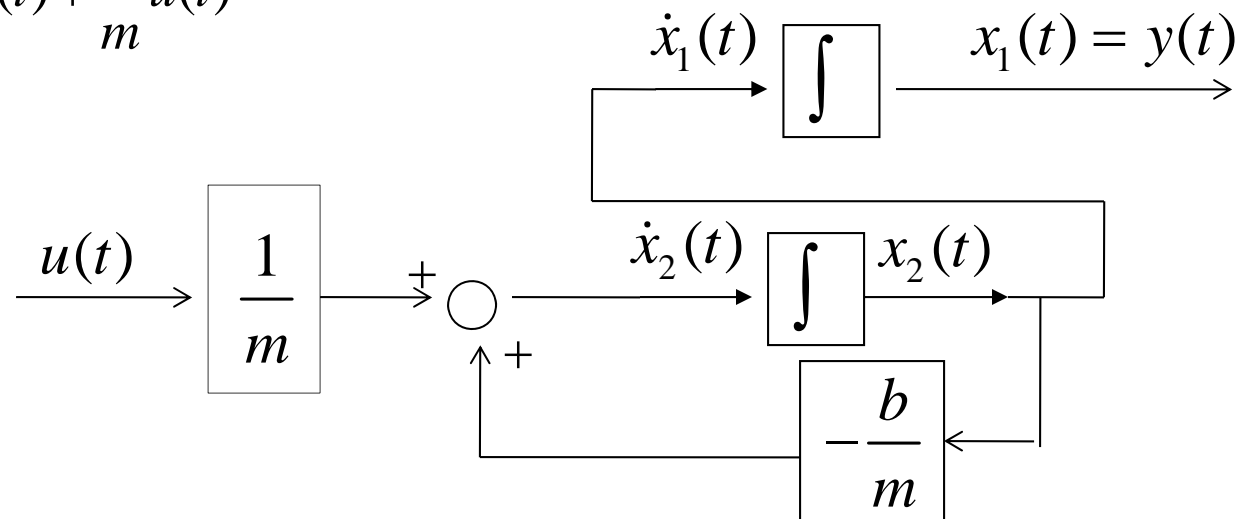 m
ẋ₁(t)
∫
x₁(t) = y(t)
u(t)
1/m
+
+
ẋ₂(t)
∫
x₂(t)
−b/m